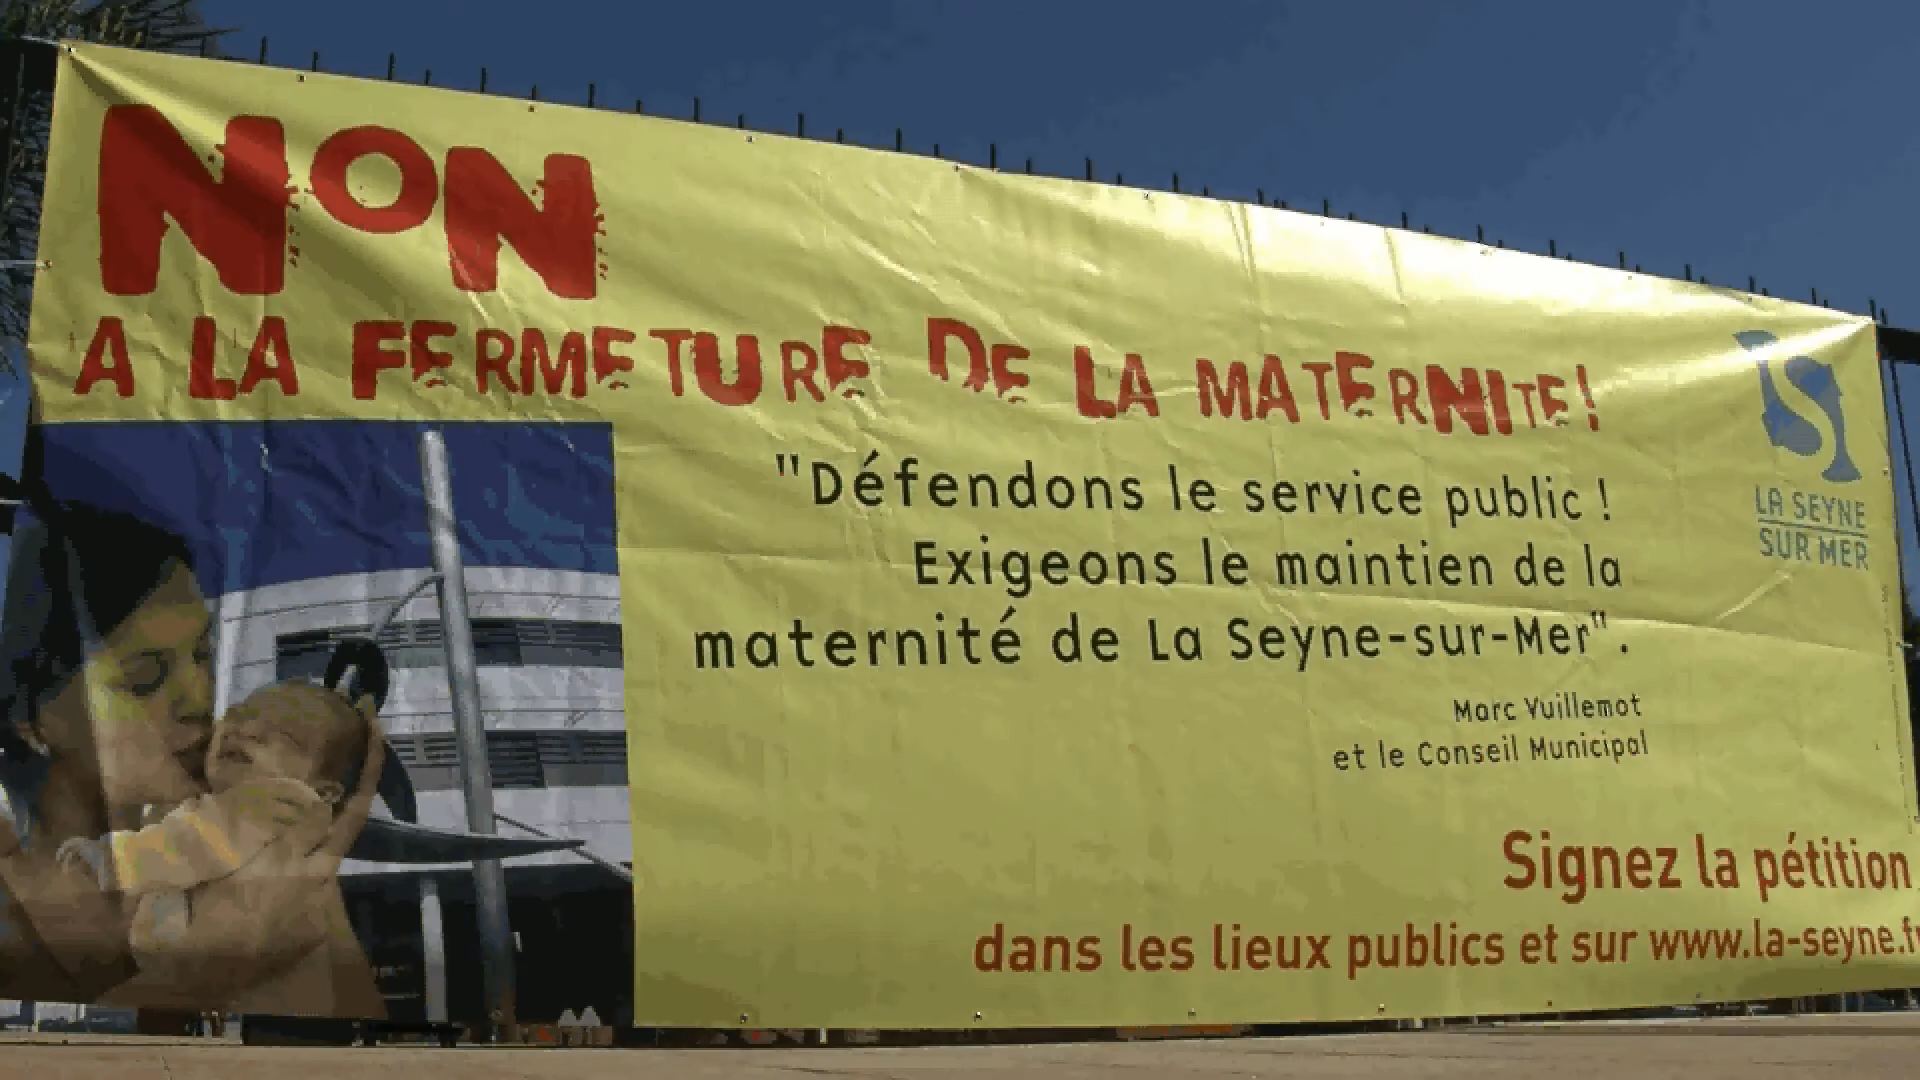 NON
A LA FERMETURE DE LA MATERNITE!
"Défendons le service public !
Exigeons le maintien de la
maternité de La Seyne-sur-Mer".
Marc Vuillemot
et le Conseil Municipal
Signez la pétition
dans les lieux publics et sur www.la-seyne.fr
LA SEYNE
SUR MER